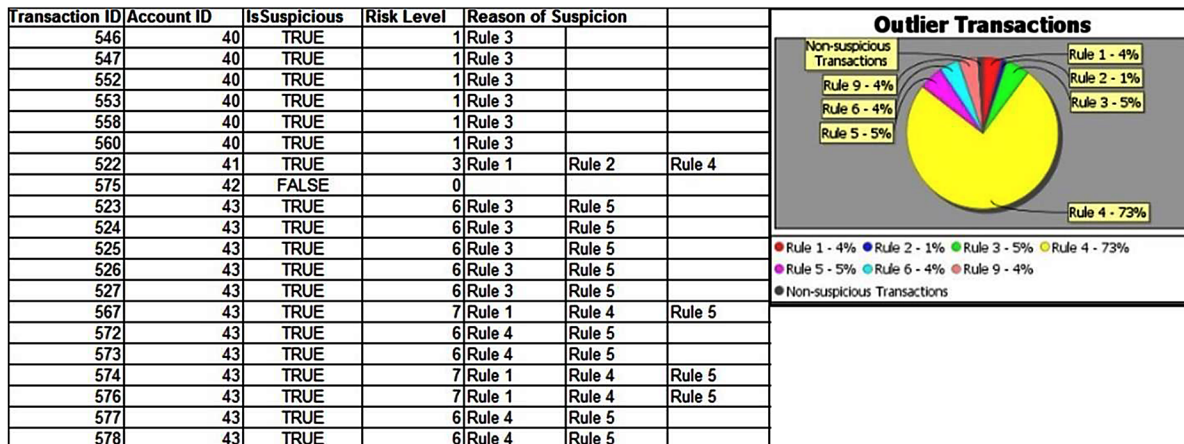 Transaction ID Account ID IsSuspicious Risk Level Reason of Suspicion
546 40 TRUE 1 Rule 3
547 40 TRUE 1 Rule 3
552 40 TRUE 1 Rule 3
553 40 TRUE 1 Rule 3
558 40 TRUE 1 Rule 3
560 40 TRUE 1 Rule 3
522 41 TRUE 3 Rule 1 Rule 2 Rule 4
575 42 FALSE 0
523 43 TRUE 6 Rule 3 Rule 5
524 43 TRUE 6 Rule 3 Rule 5
525 43 TRUE 6 Rule 3 Rule 5
526 43 TRUE 6 Rule 3 Rule 5
527 43 TRUE 6 Rule 3 Rule 5
567 43 TRUE 7 Rule 1 Rule 4 Rule 5
572 43 TRUE 6 Rule 4 Rule 5
573 43 TRUE 6 Rule 4 Rule 5
574 43 TRUE 7 Rule 1 Rule 4 Rule 5
576 43 TRUE 7 Rule 1 Rule 4 Rule 5
577 43 TRUE 6 Rule 4 Rule 5
578 43 TRUE 6 Rule 4 Rule 5
Outlier Transactions
Non-suspicious
Transactions
Rule 9 - 4%
Rule 6 - 4%
Rule 5 - 5%
Rule 1 - 4%
Rule 2 - 1%
Rule 3 - 5%
Rule 4 - 73%
Rule 1 - 4% Rule 2 - 1% Rule 3 - 5% Rule 4 - 73%
Rule 5 - 5% Rule 6 - 4% Rule 9 - 4%
Non-suspicious Transactions